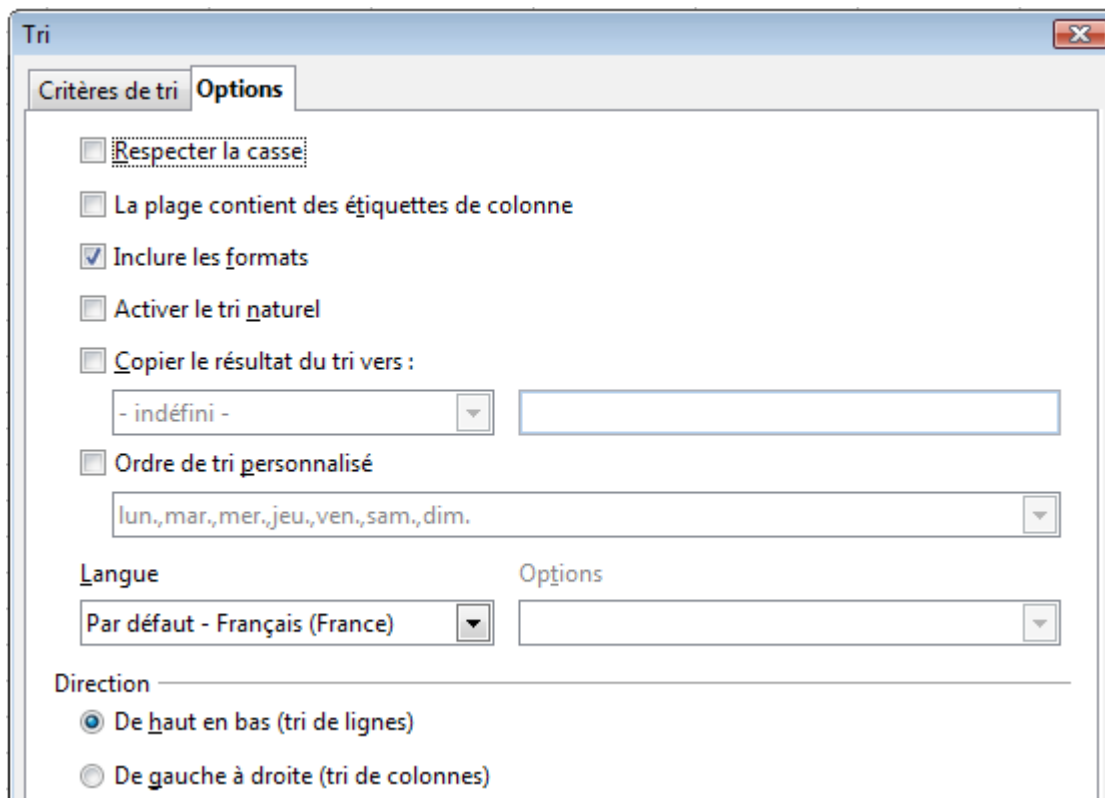 Tri
Critères de tri Options
Respecter la casse
La plage contient des étiquettes de colonne
Inclure les formats
Activer le tri naturel
Copier le résultat du tri vers :
- indéfini -
Ordre de tri personnalisé
lun.,mar.,mer.,jeu.,ven.,sam.,dim.
Langue Options
Par défaut - Français (France)
Direction
De haut en bas (tri de lignes)
De gauche à droite (tri de colonnes)